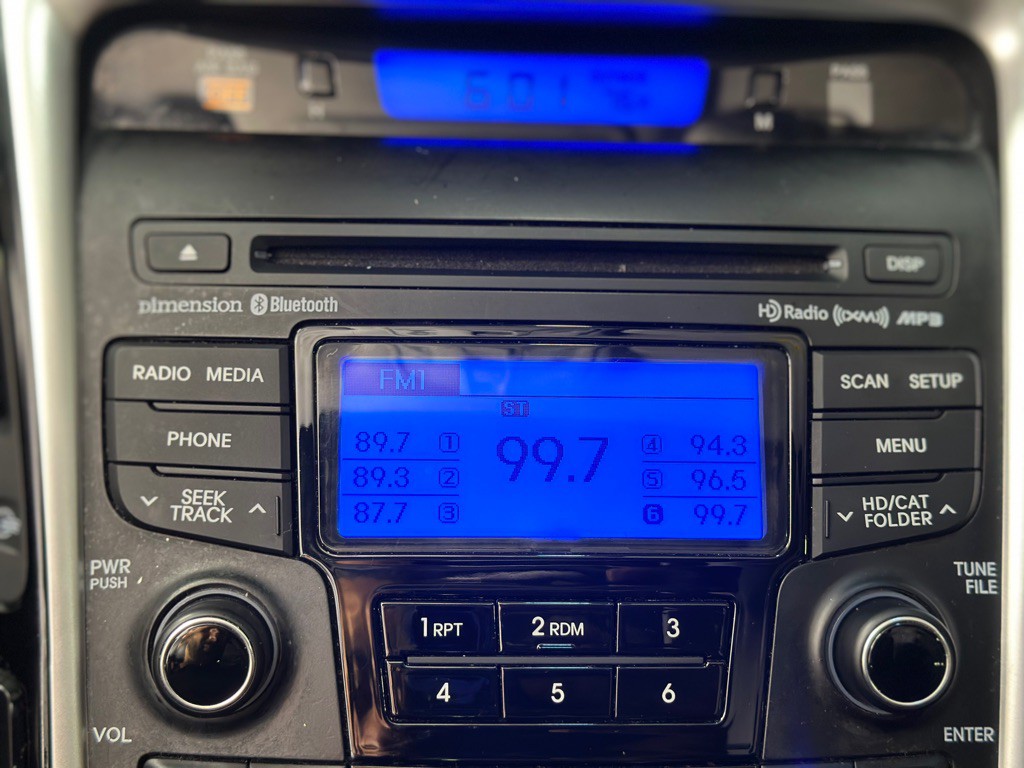 6:01
H
M
DISP
Dimension Bluetooth
HD Radio ((XM)) MP3
RADIO MEDIA
FM1
SCAN SETUP
ST
PHONE
89.7 1
99.7
4 94.3
MENU
89.3 2
5 96.5
SEEK
TRACK
87.7 3
6 99.7
HD/CAT
FOLDER
PWR
PUSH
TUNE
FILE
1 RPT
2 RDM
3
4
5
6
VOL
ENTER